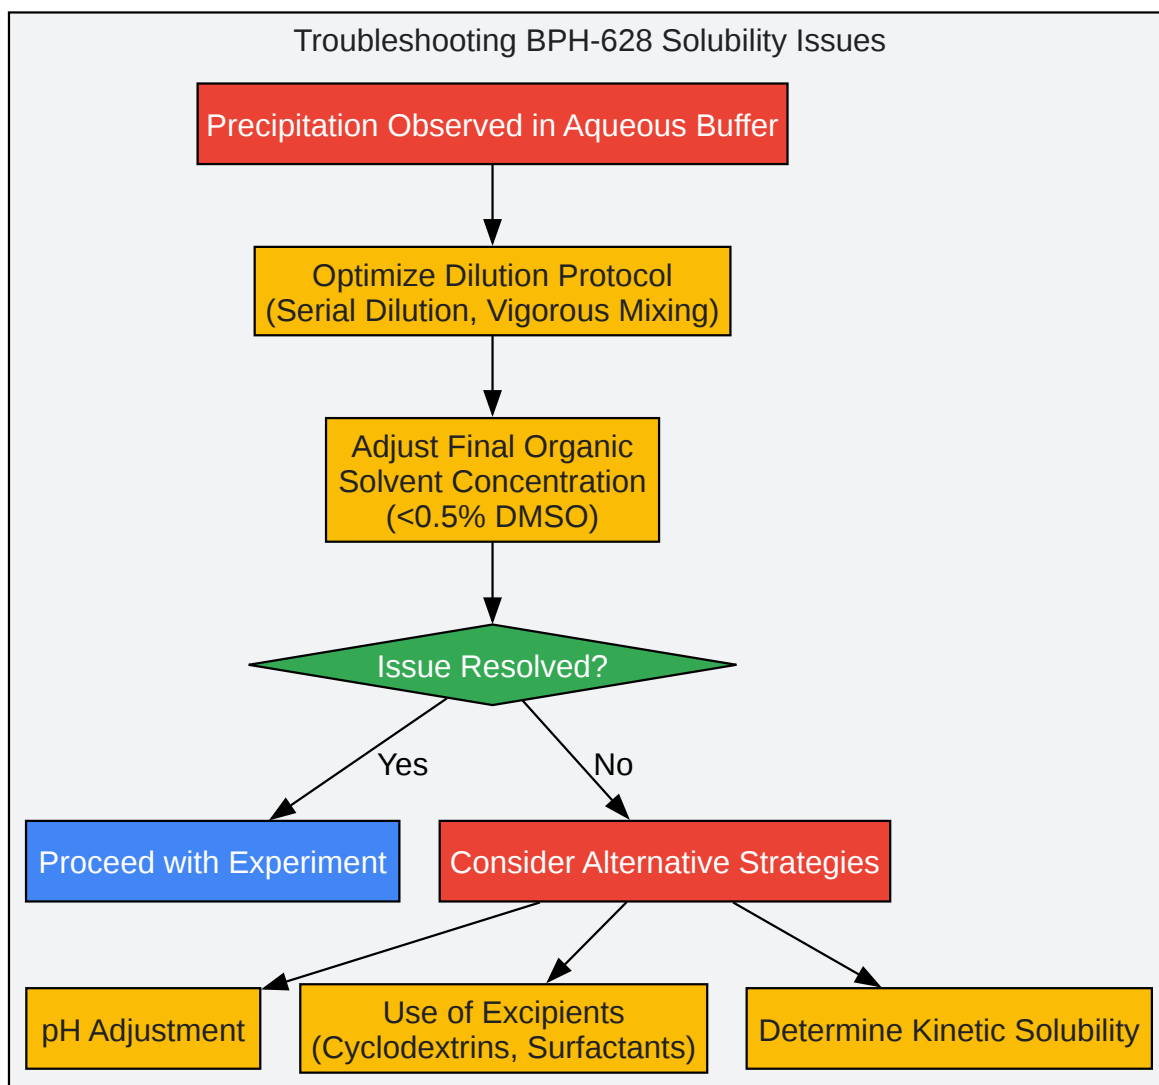 Troubleshooting BPH-628 Solubility Issues
Precipitation Observed in Aqueous Buffer
Optimize Dilution Protocol
(Serial Dilution, Vigorous Mixing)
Adjust Final Organic
Solvent Concentration
(<0.5% DMSO)
Issue Resolved?
Yes
No
Proceed with Experiment
Consider Alternative Strategies
pH Adjustment
Use of Excipients
(Cyclodextrins, Surfactants)
Determine Kinetic Solubility